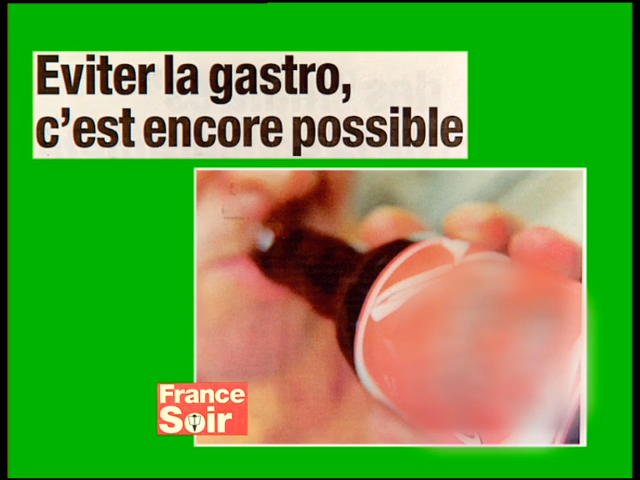 Eviter la gastro,
c'est encore possible
France
Soir